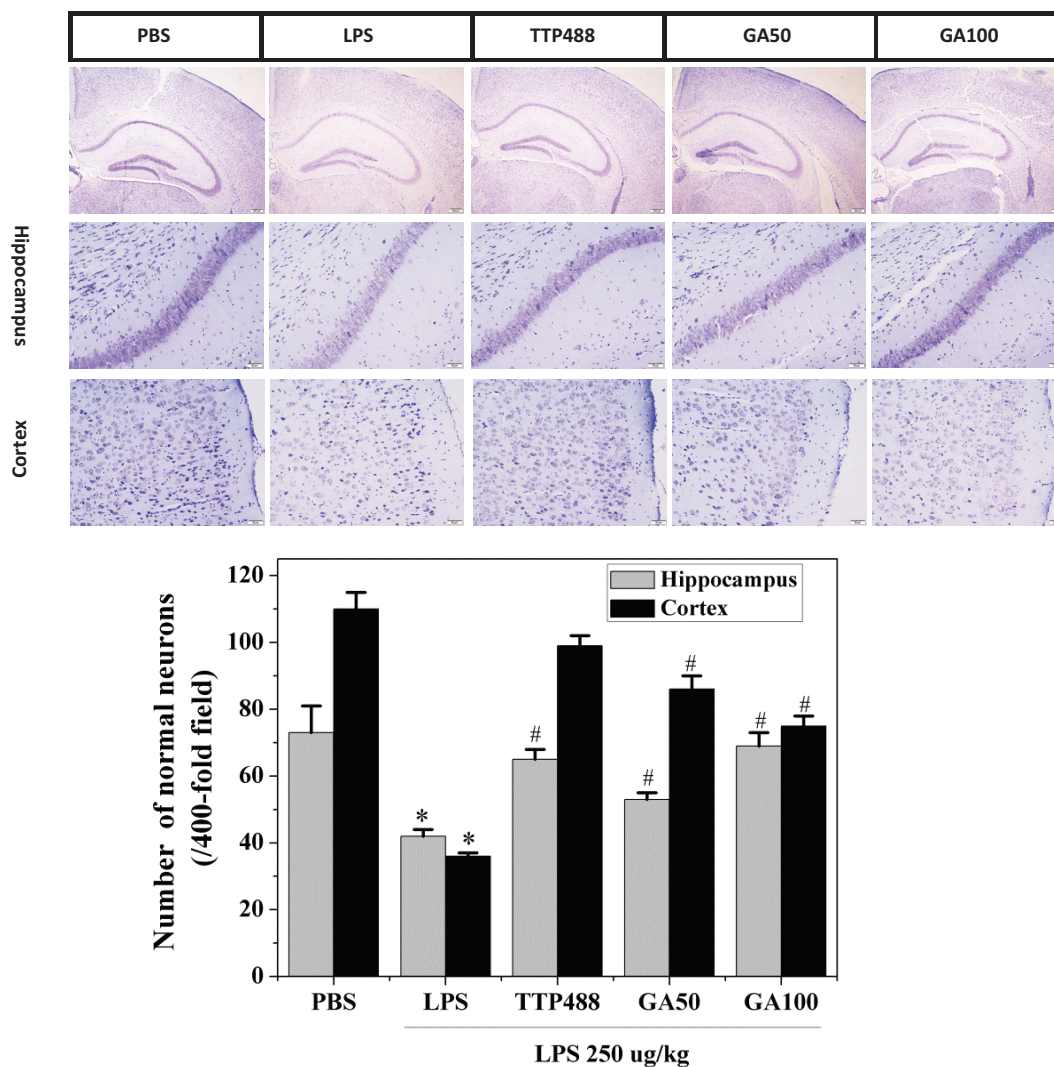 PBS LPS TTP488 GA50 GA100
Hippocampus
Cortex
Number of normal neurons
(/400-fold field)
120
100
80
60
40
20
0
Hippocampus
Cortex
* * # # # # #
PBS LPS TTP488 GA50 GA100
LPS 250 ug/kg